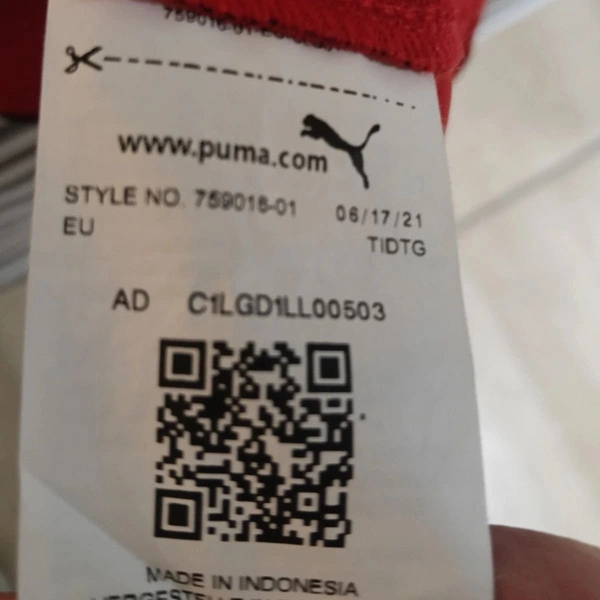 www.puma.com
STYLE NO. 759016-01 06/17/21
EU TIDTG
AD C1LGD1LL00503
MADE IN INDONESIA